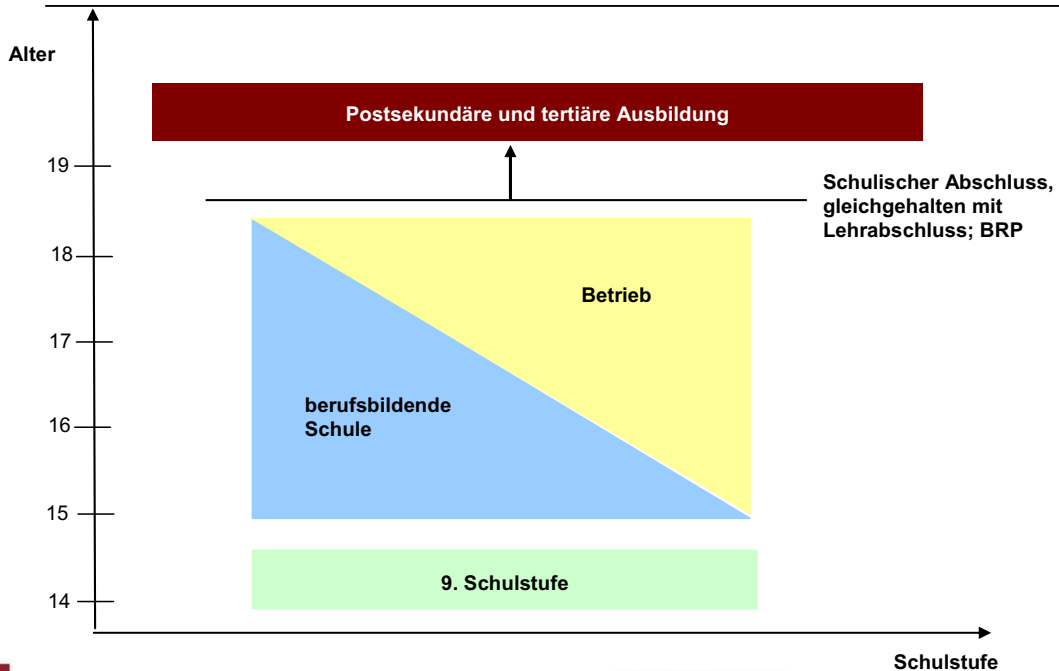 Alter
Postsekundäre und tertiäre Ausbildung
19
Schulischer Abschluss,
gleichgehalten mit
Lehrabschluss; BRP
18
Betrieb
17
berufsbildende
Schule
16
15
9. Schulstufe
14
Schulstufe